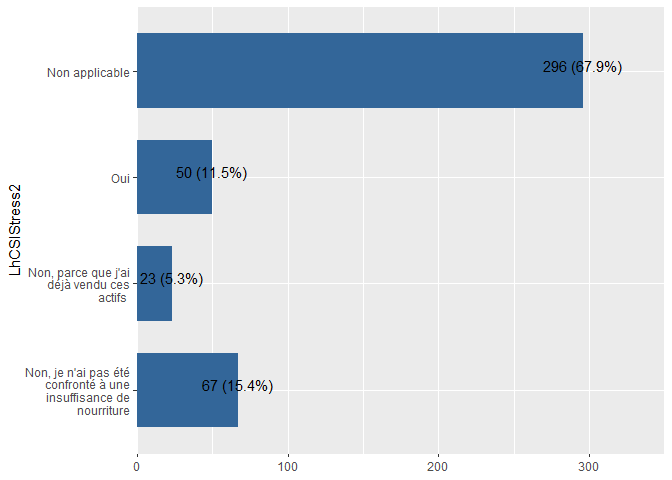 LhCSIStress2
Non applicable
296 (67.9%)
Oui
50 (11.5%)
Non, parce que j'ai
déjà vendu ces
actifs
23 (5.3%)
Non, je n'ai pas été
confronté à une
insuffisance de
nourriture
67 (15.4%)
0
100
200
300